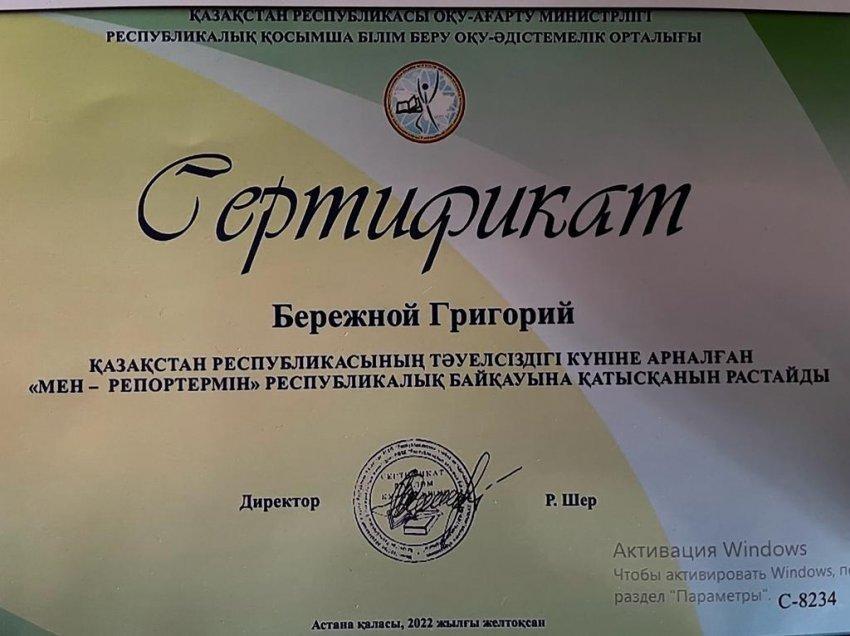 ҚАЗАҚСТАН РЕСПУБЛИКАСЫ ОҚУ-АҒАРТУ МИНИСТРЛІГІ
РЕСПУБЛИКАЛЫҚ ҚОСЫМША БІЛІМ БЕРУ ОҚУ-ӘДІСТЕМЕЛІК ОРТАЛЫҒЫ
Сертификат
Бережной Григорий
ҚАЗАҚСТАН РЕСПУБЛИКАСЫНЫҢ ТӘУЕЛСІЗДІГІ КҮНІНЕ АРНАЛҒАН
«МЕН – РЕПОРТЕРМІН» РЕСПУБЛИКАЛЫҚ БАЙҚАУЫНА ҚАТЫСҚАНЫН РАСТАЙДЫ
СЕРТИФИКАТ
Директор
Р. Шер
Активация Windows
Чтобы активировать Windows,
раздел "Параметры".
С-8234
Астана қаласы, 2022 жылғы желтоқсан